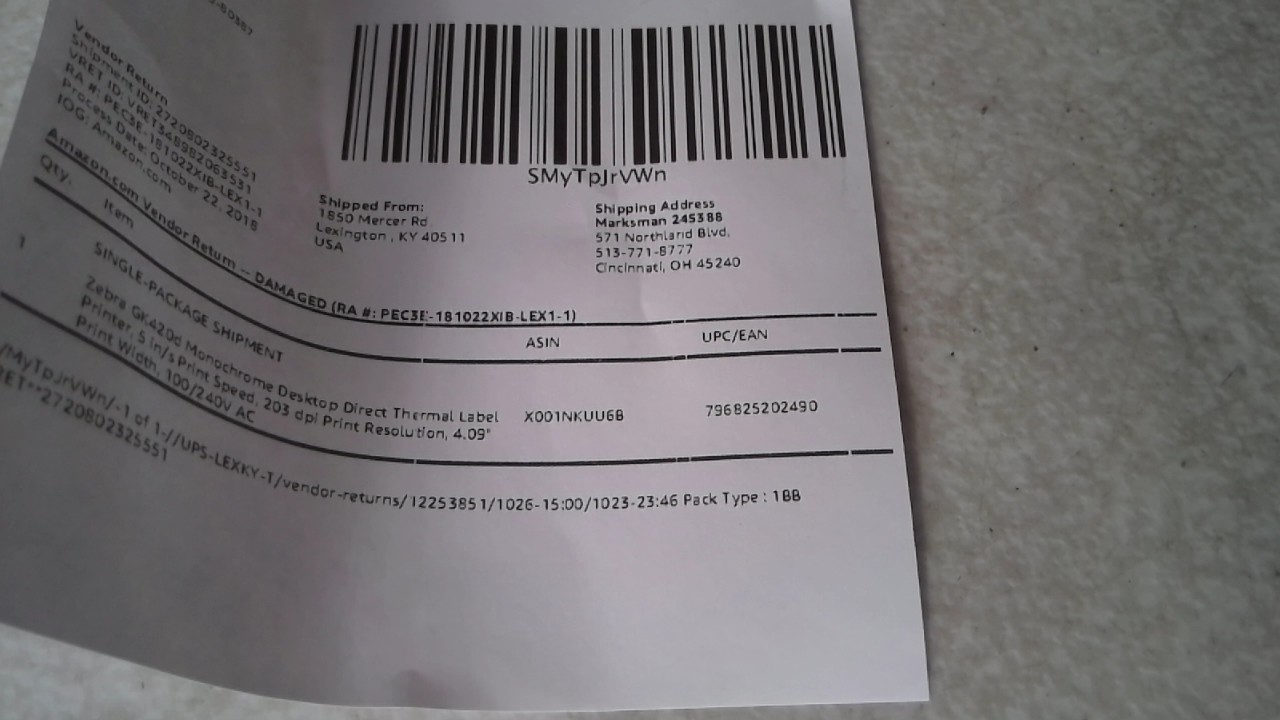 Vendor Return
Shipment ID: 2720802325551
VRET ID: VRET348982063531
RA #: PEC3E-181022XIB-LEX1-1
Process Date: October 22, 2018
IOG: Amazon.com
SMyTpJrVWn
Shipped From:
1850 Mercer Rd
Lexington , KY 40511
USA
Shipping Address
Marksman 245388
571 Northland Blvd,
513-771-8777
Cincinnati, OH 45240
Amazon.com Vendor Return -- DAMAGED (RA #: PEC3E-181022XIB-LEX1-1)
Qty. Item ASIN UPC/EAN
SINGLE-PACKAGE SHIPMENT
1 Zebra GK420d Monochrome Desktop Direct Thermal Label X001NKUU6B 796825202490
Printer, 5 in/s Print Speed, 203 dpi Print Resolution, 4.09"
Print Width, 100/240V AC
/MyTpJrVWn/-1 of 1-//UPS-LEXKY-T/vendor-returns/12253851/1026-15:00/1023-23:46 Pack Type : 1BB
RET**2720802325551